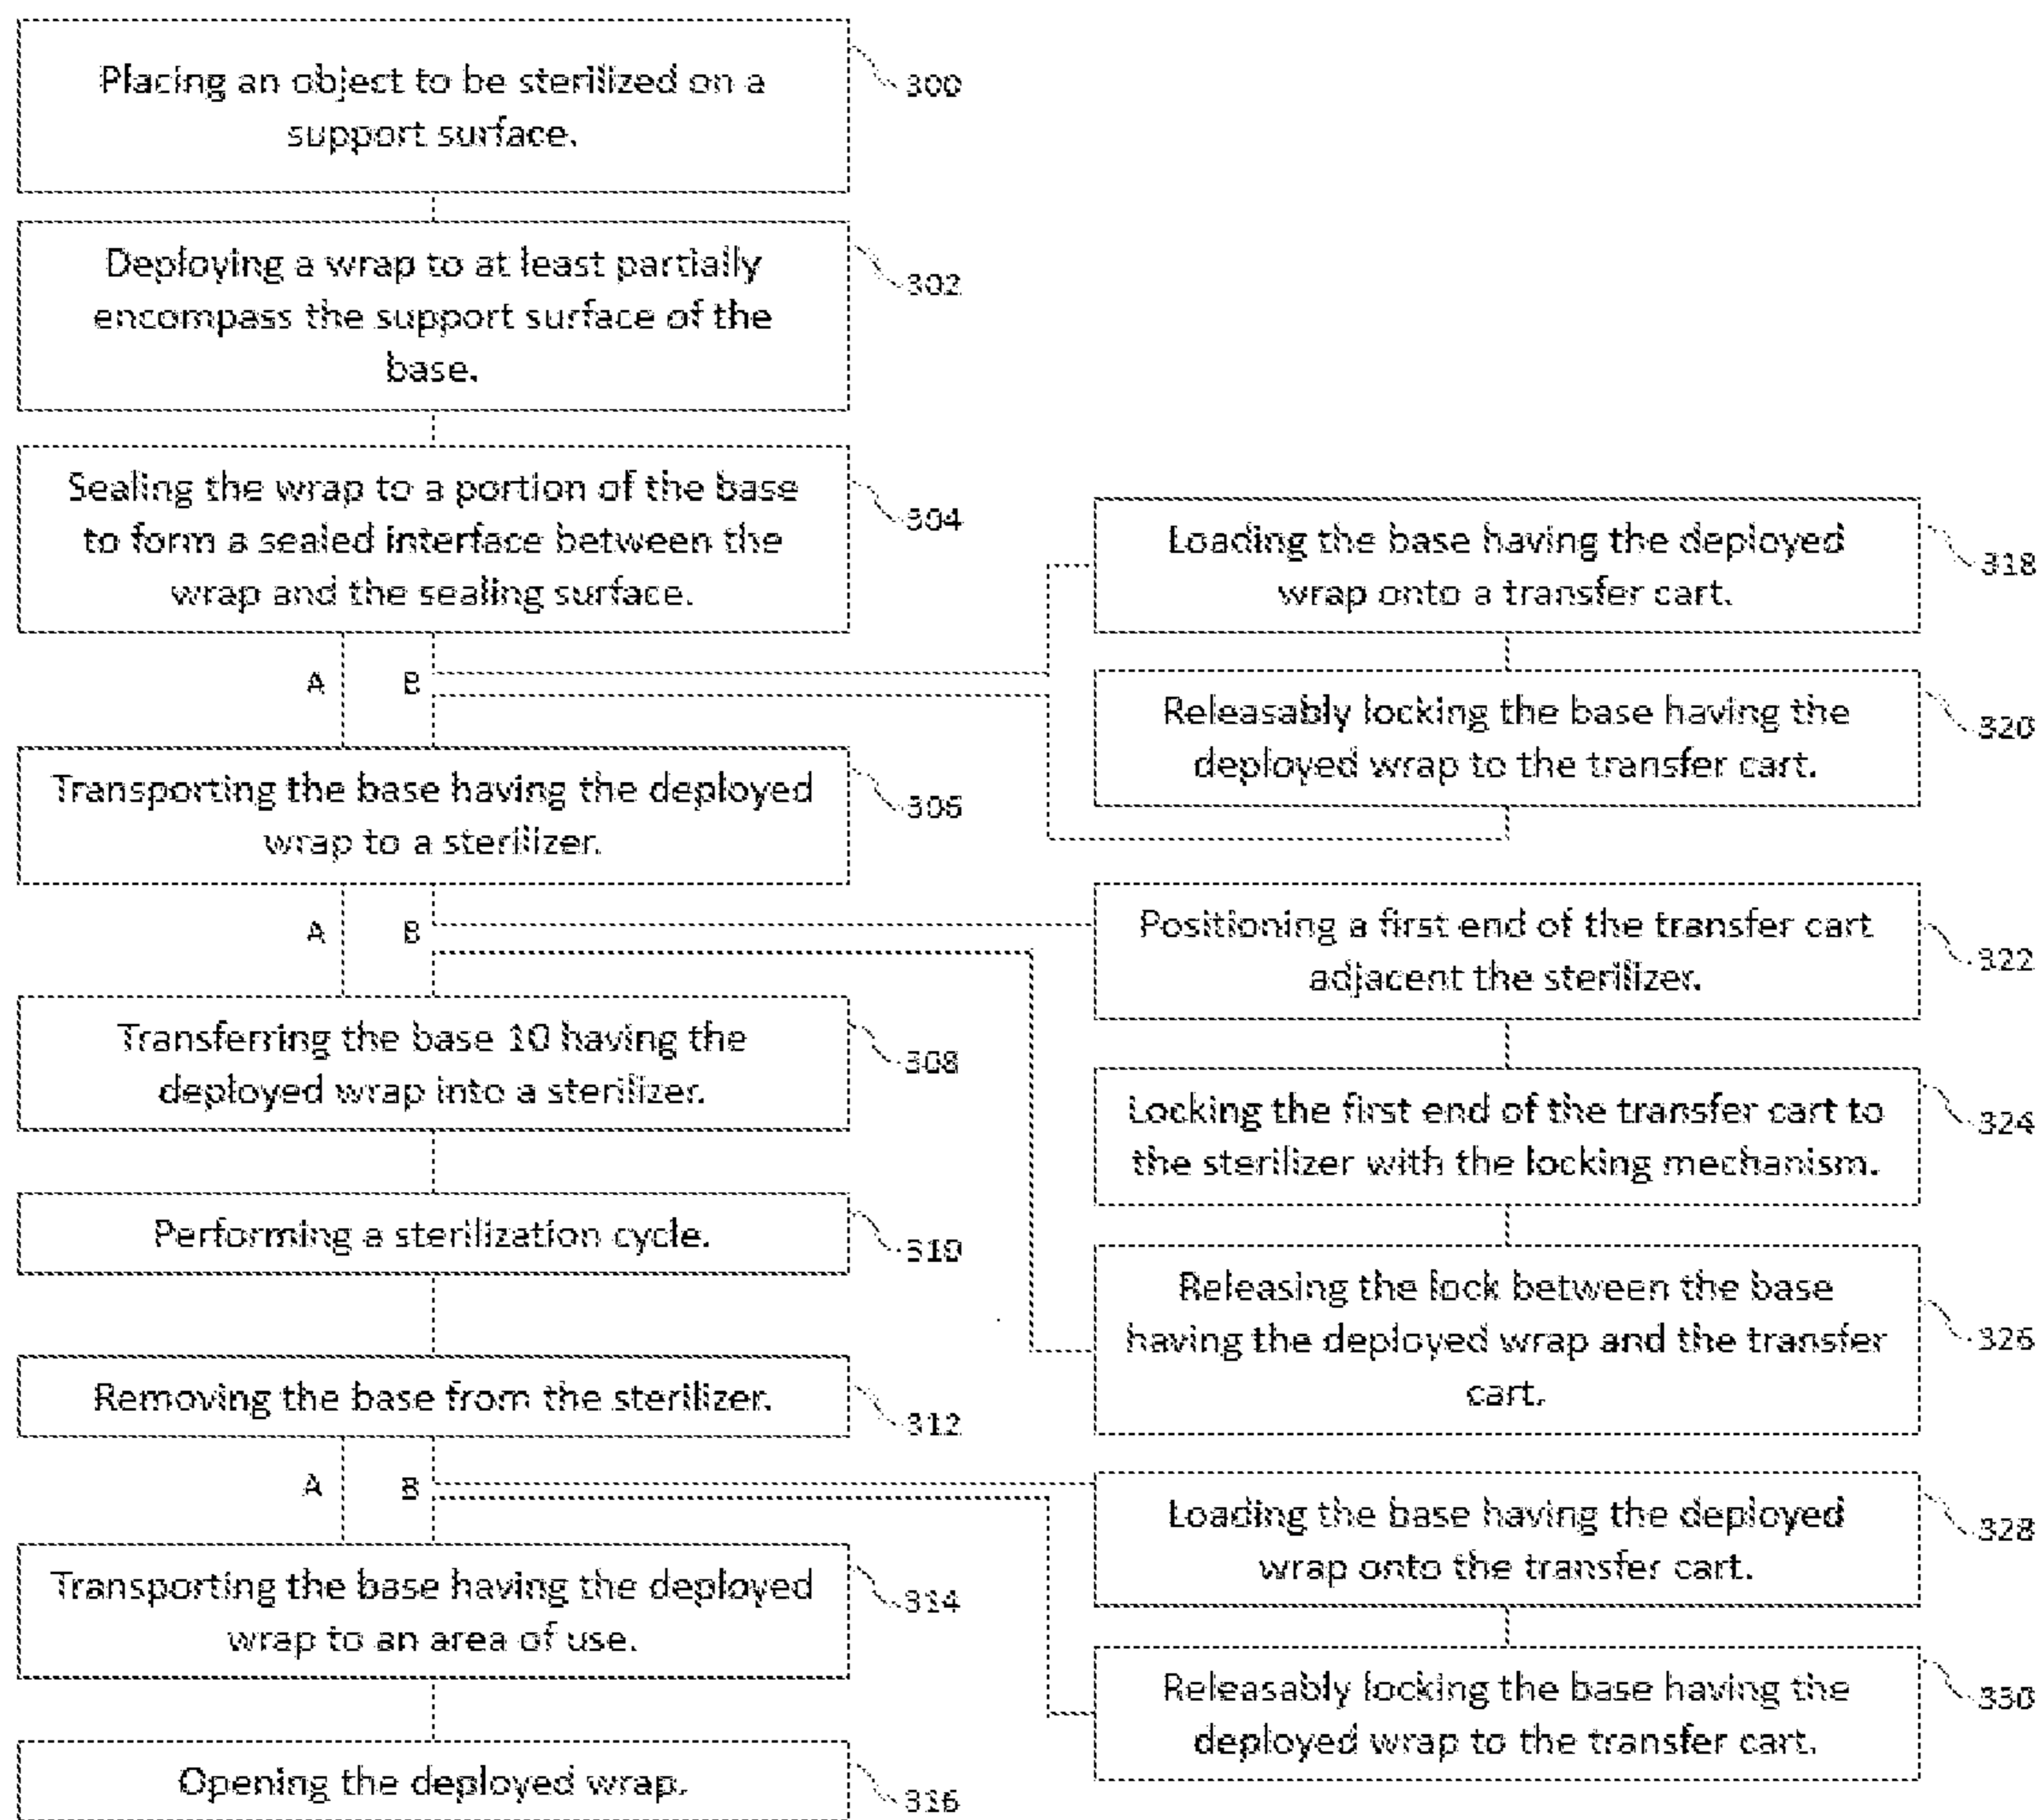 Placing an object to be sterilized on a
support surface.
300
Deploying a wrap to at least partially
encompass the support surface of the
base.
302
Sealing the wrap to a portion of the base
to form a sealed interface between the
wrap and the sealing surface.
304
A
B
Loading the base having the deployed
wrap onto a transfer cart.
318
Releasably locking the base having the
deployed wrap to the transfer cart.
320
Transporting the base having the deployed
wrap to a sterilizer.
306
A
B
Positioning a first end of the transfer cart
adjacent the sterilizer.
322
Locking the first end of the transfer cart to
the sterilizer with the locking mechanism.
324
Releasing the lock between the base
having the deployed wrap and the transfer
cart.
326
Transferring the base 10 having the
deployed wrap into a sterilizer.
308
Performing a sterilization cycle.
310
Removing the base from the sterilizer.
312
A
B
Loading the base having the deployed
wrap onto the transfer cart.
328
Releasably locking the base having the
deployed wrap to the transfer cart.
330
Transporting the base having the deployed
wrap to an area of use.
314
Opening the deployed wrap.
316